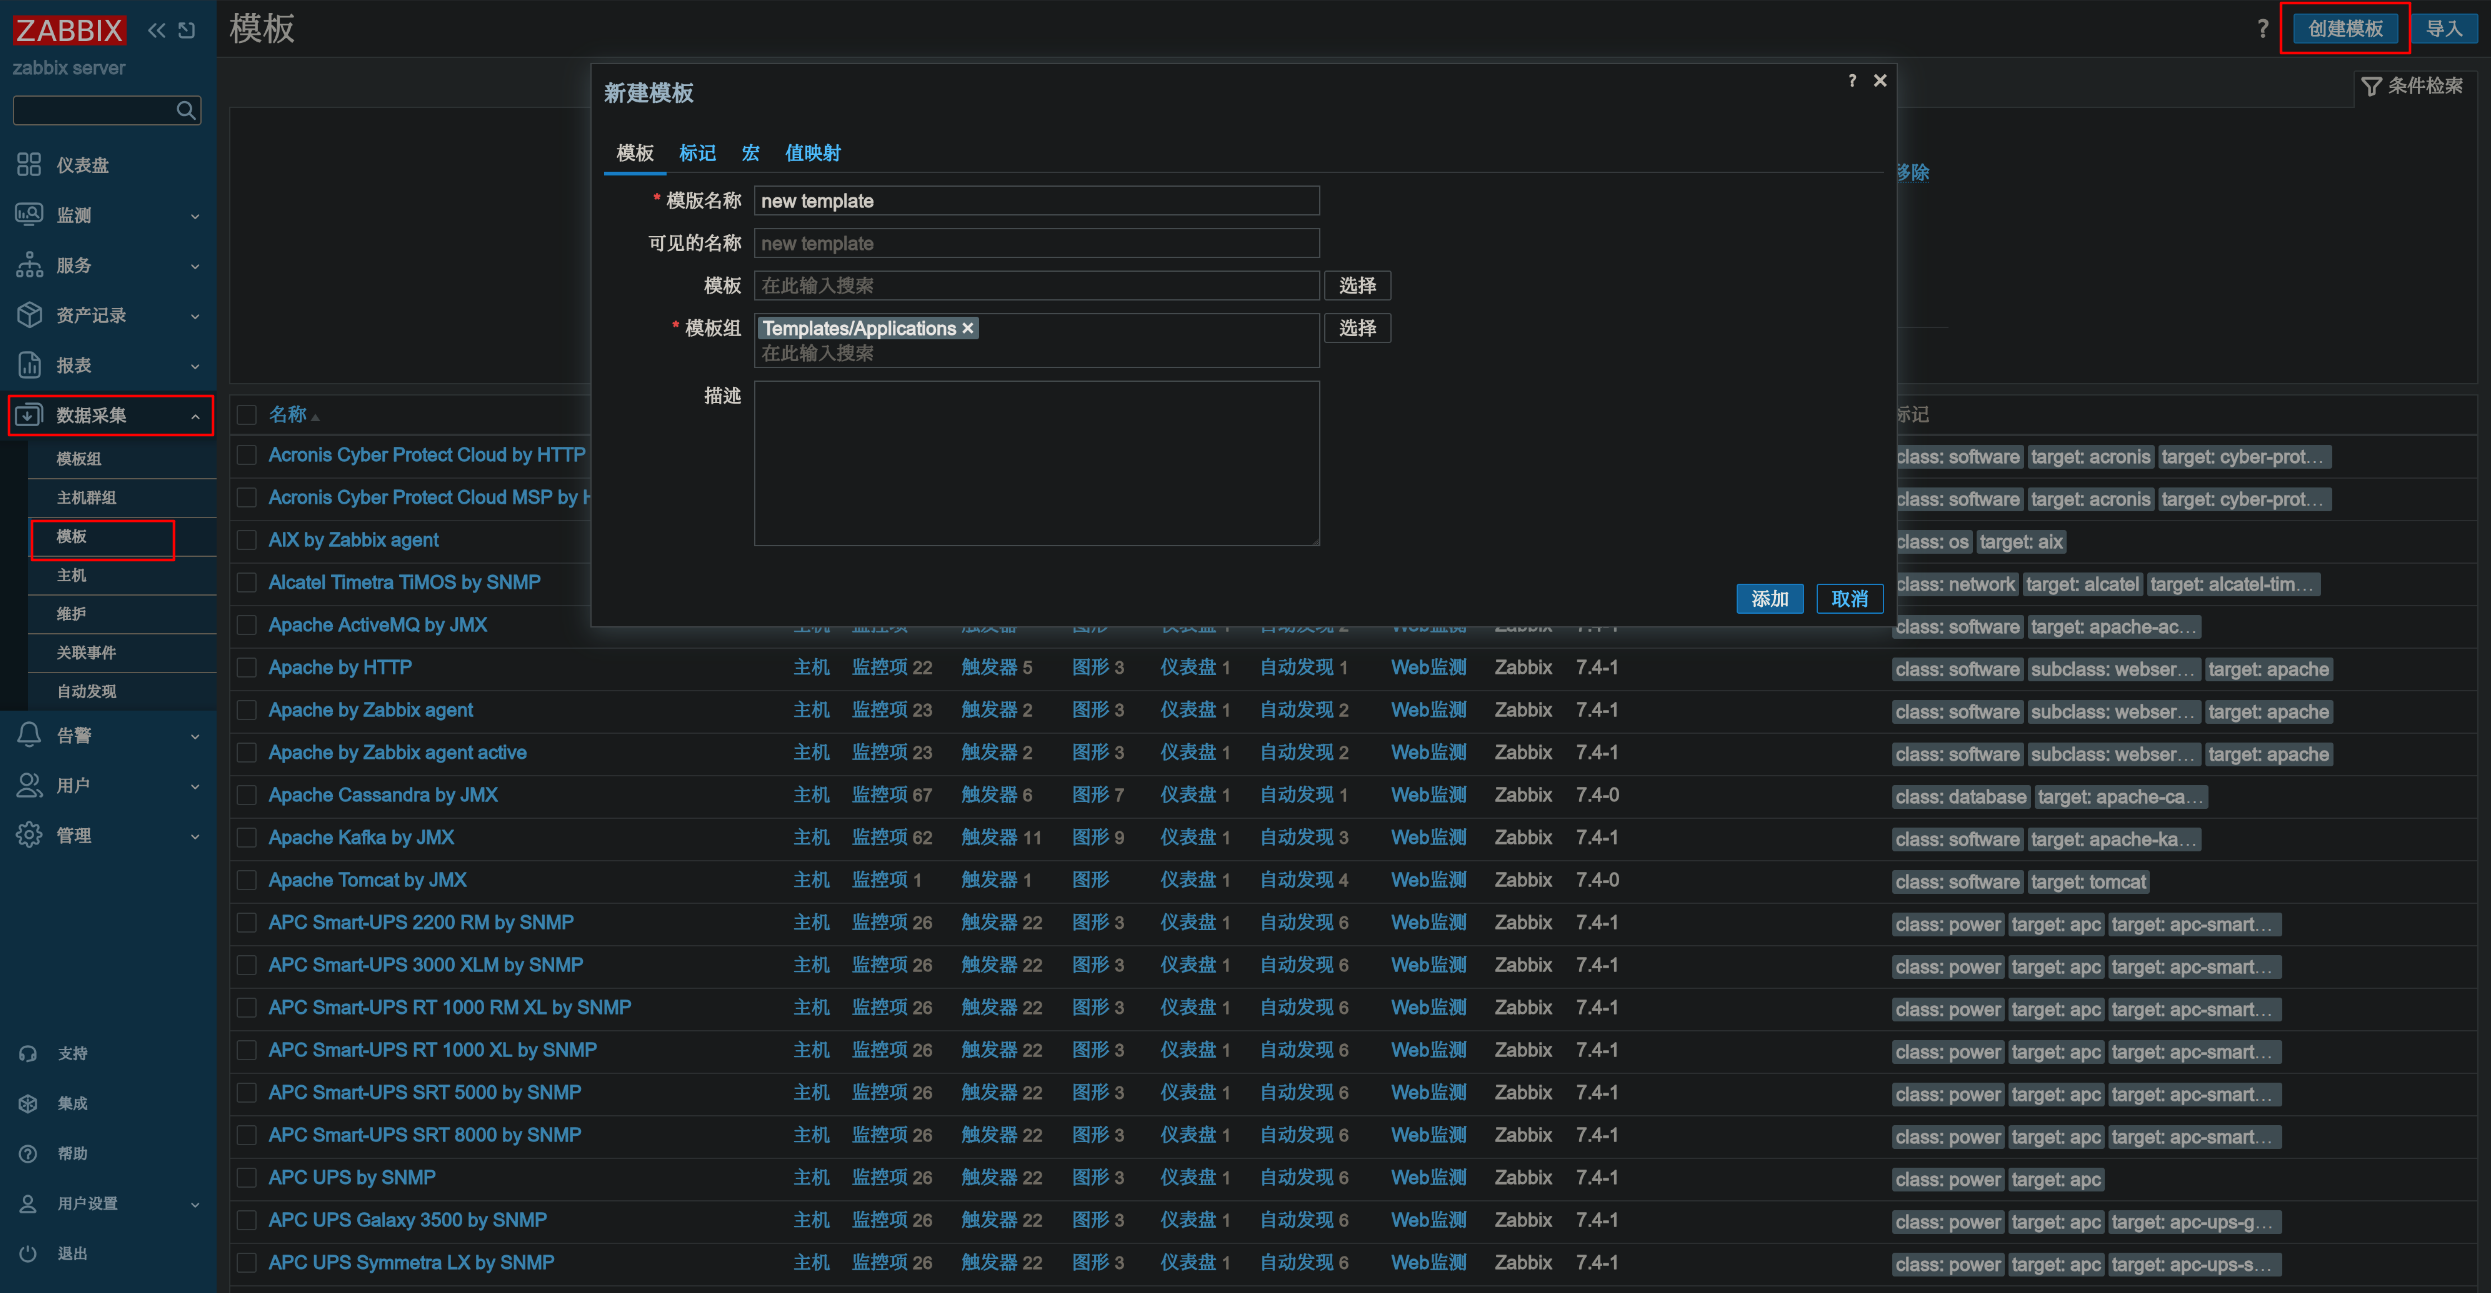 ZABBIX
zabbix server
仪表盘
监测
服务
资产记录
报表
数据采集
模板组
主机群组
模板
主机
维护
关联事件
自动发现
告警
用户
管理
支持
集成
帮助
用户设置
退出
模板
? 创建模板 导入
条件检索
移除
新建模板
?
模板 标记 宏 值映射
* 模版名称 new template
可见的名称 new template
模板 在此输入搜索 选择
* 模板组 Templates/Applications 选择
在此输入搜索
描述
添加 取消
名称 标记
Acronis Cyber Protect Cloud by HTTP class: software target: acronis target: cyber-prot...
Acronis Cyber Protect Cloud MSP by H class: software target: acronis target: cyber-prot...
AIX by Zabbix agent class: os target: aix
Alcatel Timetra TiMOS by SNMP class: network target: alcatel target: alcatel-tim...
Apache ActiveMQ by JMX 主机 监控项 触发器 图形 仪表盘 1 自动发现 2 Web监测 Zabbix 7.4-1 class: software target: apache-ac...
Apache by HTTP 主机 监控项 22 触发器 5 图形 3 仪表盘 1 自动发现 1 Web监测 Zabbix 7.4-1 class: software subclass: webser... target: apache
Apache by Zabbix agent 主机 监控项 23 触发器 2 图形 3 仪表盘 1 自动发现 2 Web监测 Zabbix 7.4-1 class: software subclass: webser... target: apache
Apache by Zabbix agent active 主机 监控项 23 触发器 2 图形 3 仪表盘 1 自动发现 2 Web监测 Zabbix 7.4-1 class: software subclass: webser... target: apache
Apache Cassandra by JMX 主机 监控项 67 触发器 6 图形 7 仪表盘 1 自动发现 1 Web监测 Zabbix 7.4-0 class: database target: apache-ca...
Apache Kafka by JMX 主机 监控项 62 触发器 11 图形 9 仪表盘 1 自动发现 3 Web监测 Zabbix 7.4-1 class: software target: apache-ka...
Apache Tomcat by JMX 主机 监控项 1 触发器 1 图形 仪表盘 1 自动发现 4 Web监测 Zabbix 7.4-0 class: software target: tomcat
APC Smart-UPS 2200 RM by SNMP 主机 监控项 26 触发器 22 图形 3 仪表盘 1 自动发现 6 Web监测 Zabbix 7.4-1 class: power target: apc target: apc-smart...
APC Smart-UPS 3000 XLM by SNMP 主机 监控项 26 触发器 22 图形 3 仪表盘 1 自动发现 6 Web监测 Zabbix 7.4-1 class: power target: apc target: apc-smart...
APC Smart-UPS RT 1000 RM XL by SNMP 主机 监控项 26 触发器 22 图形 3 仪表盘 1 自动发现 6 Web监测 Zabbix 7.4-1 class: power target: apc target: apc-smart...
APC Smart-UPS RT 1000 XL by SNMP 主机 监控项 26 触发器 22 图形 3 仪表盘 1 自动发现 6 Web监测 Zabbix 7.4-1 class: power target: apc target: apc-smart...
APC Smart-UPS SRT 5000 by SNMP 主机 监控项 26 触发器 22 图形 3 仪表盘 1 自动发现 6 Web监测 Zabbix 7.4-1 class: power target: apc target: apc-smart...
APC Smart-UPS SRT 8000 by SNMP 主机 监控项 26 触发器 22 图形 3 仪表盘 1 自动发现 6 Web监测 Zabbix 7.4-1 class: power target: apc target: apc-smart...
APC UPS by SNMP 主机 监控项 26 触发器 22 图形 3 仪表盘 1 自动发现 6 Web监测 Zabbix 7.4-1 class: power target: apc
APC UPS Galaxy 3500 by SNMP 主机 监控项 26 触发器 22 图形 3 仪表盘 1 自动发现 6 Web监测 Zabbix 7.4-1 class: power target: apc target: apc-ups-g...
APC UPS Symmetra LX by SNMP 主机 监控项 26 触发器 22 图形 3 仪表盘 1 自动发现 6 Web监测 Zabbix 7.4-1 class: power target: apc target: apc-ups-s...